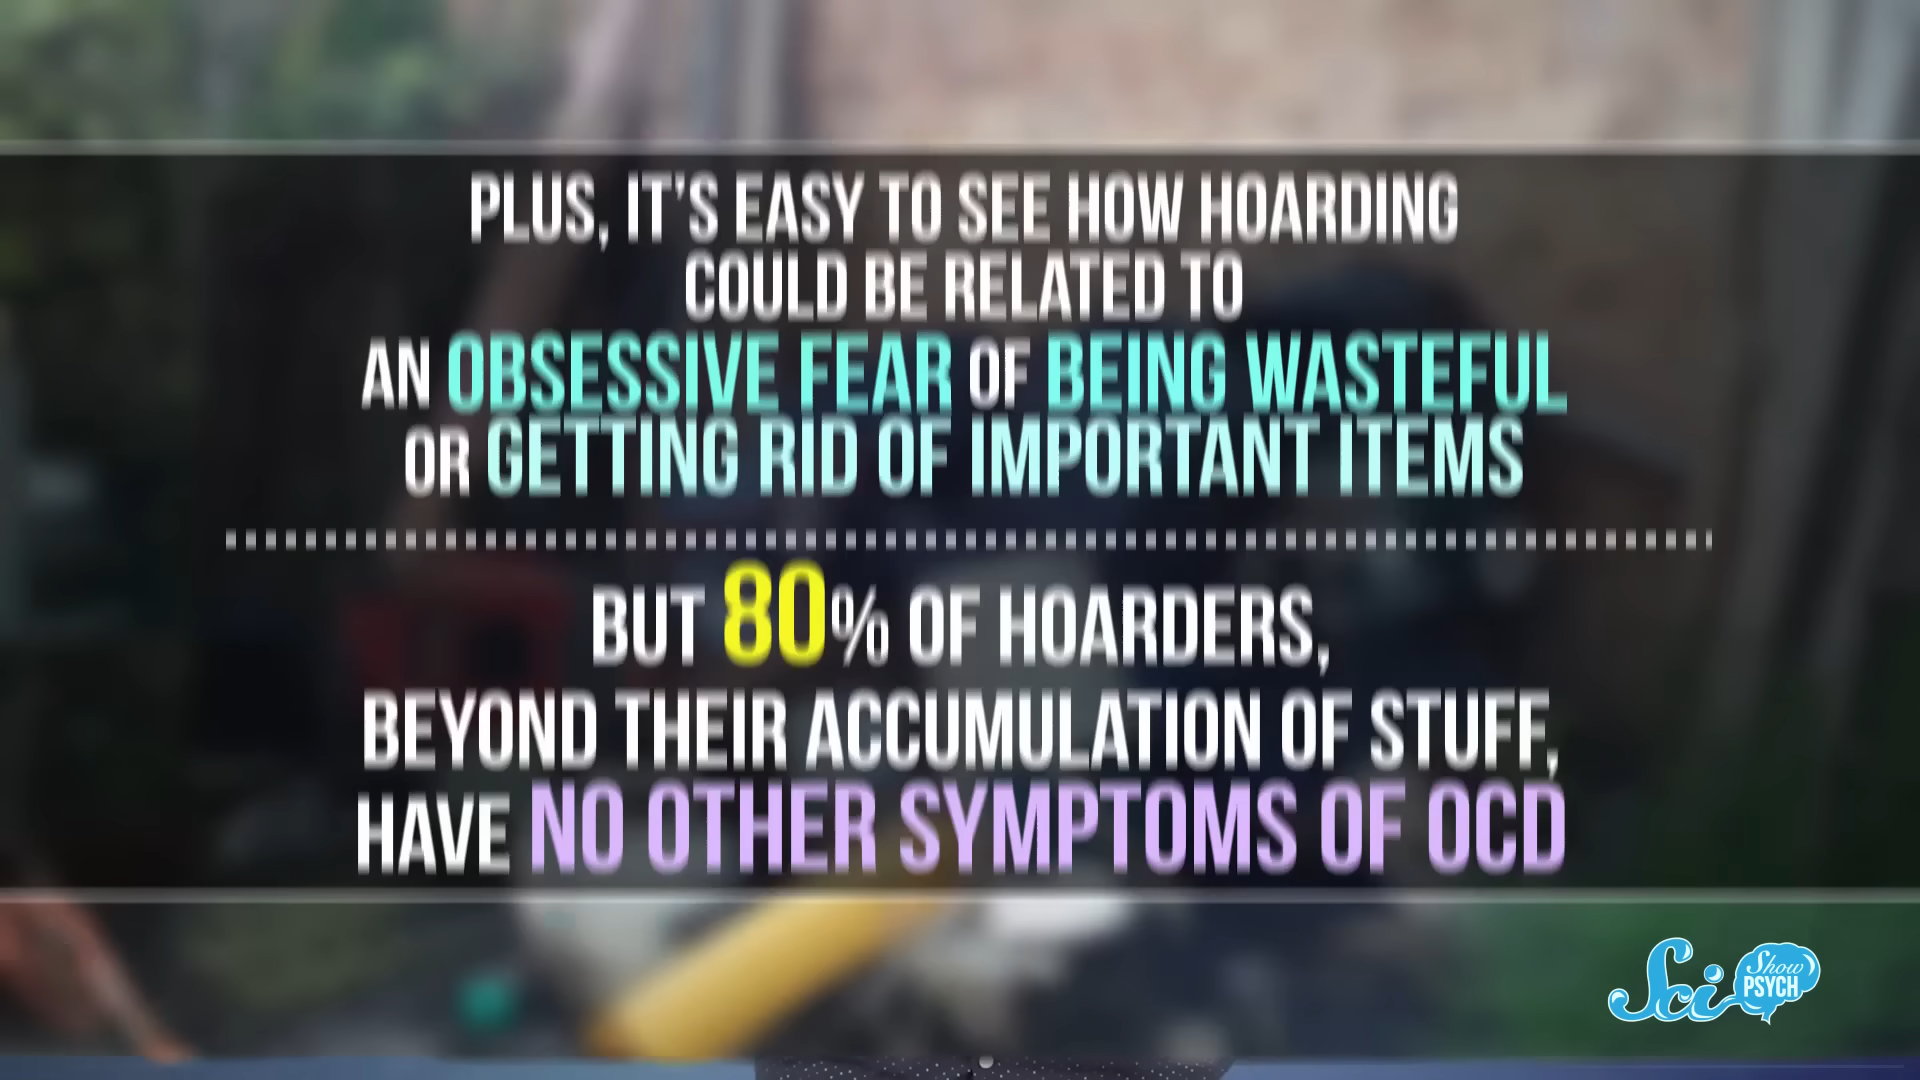 PLUS, IT'S EASY TO SEE HOW HOARDING
COULD BE RELATED TO
AN OBSESSIVE FEAR OF BEING WASTEFUL
OR GETTING RID OF IMPORTANT ITEMS
BUT 80% OF HOARDERS,
BEYOND THEIR ACCUMULATION OF STUFF,
HAVE NO OTHER SYMPTOMS OF OCD
Sci Show
PSYCH